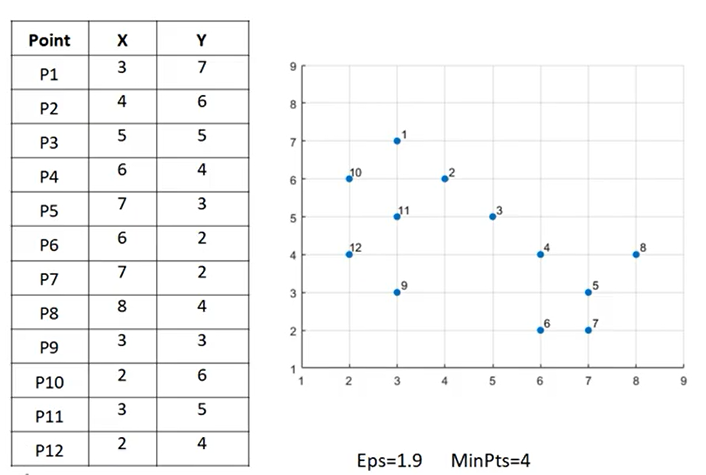 Point X Y
P1 3 7
P2 4 6
P3 5 5
P4 6 4
P5 7 3
P6 6 2
P7 7 2
P8 8 4
P9 3 3
P10 2 6
P11 3 5
P12 2 4
9
8
7
6
5
4
3
2
1
1 2 3 4 5 6 7 8 9
1
10
2
11
3
12
4
8
9
5
6
7
Eps=1.9 MinPts=4